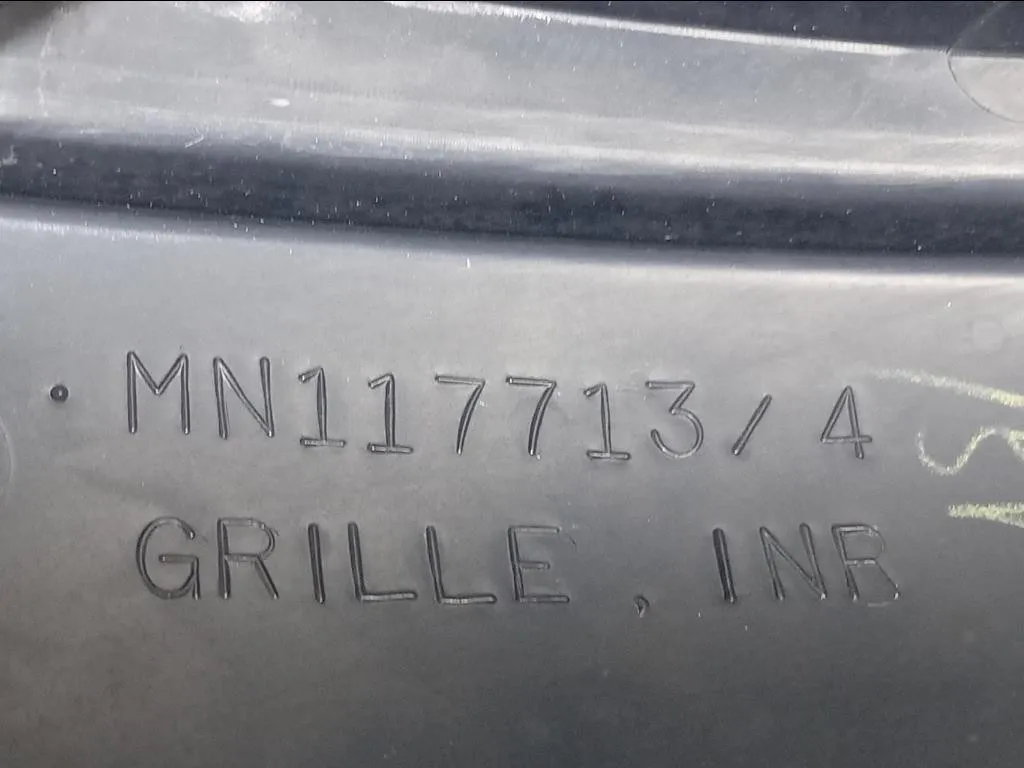 · MN117713/4
GRILLE, INR